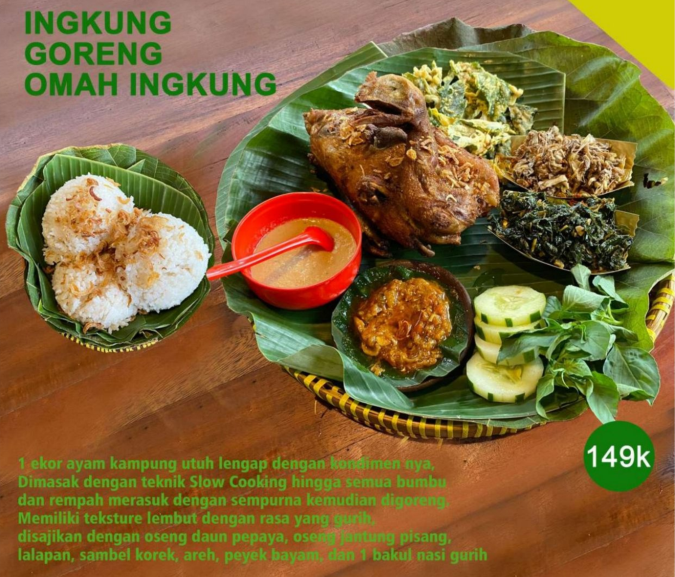 INGKUNG
GORENG
OMAH INGKUNG
149k
1 ekor ayam kampung utuh lengap dengan kondimen nya,
Dimasak dengan teknik Slow Cooking hingga semua bumbu
dan rempah merasuk dengan sempurna kemudian digoreng.
Memiliki teksture lembut dengan rasa yang gurih,
disajikan dengan oseng daun pepaya, oseng jantung pisang,
lalapan, sambel korek, areh, peyek bayam, dan 1 bakul nasi gurih